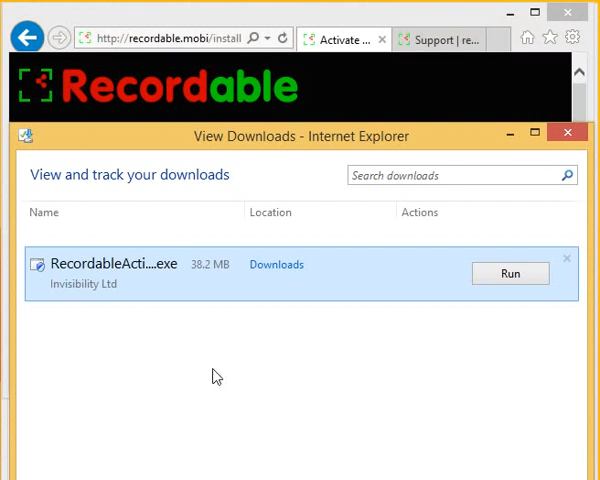 http://recordable.mobi/install
Activate ...
Support | re...
Recordable
View Downloads - Internet Explorer
View and track your downloads
Search downloads
Name
Location
Actions
RecordableActi....exe
38.2 MB
Downloads
Run
Invisibility Ltd